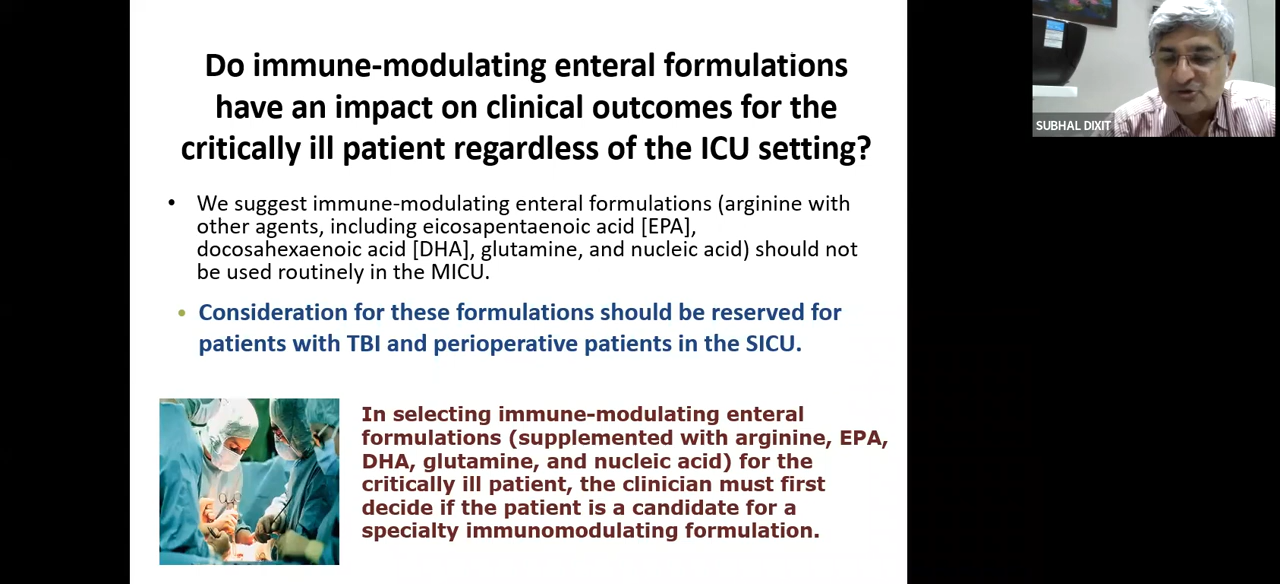 Do immune-modulating enteral formulations
have an impact on clinical outcomes for the
critically ill patient regardless of the ICU setting?
• We suggest immune-modulating enteral formulations (arginine with
other agents, including eicosapentaenoic acid [EPA],
docosahexaenoic acid [DHA], glutamine, and nucleic acid) should not
be used routinely in the MICU.
• Consideration for these formulations should be reserved for
patients with TBI and perioperative patients in the SICU.
In selecting immune-modulating enteral
formulations (supplemented with arginine, EPA,
DHA, glutamine, and nucleic acid) for the
critically ill patient, the clinician must first
decide if the patient is a candidate for a
specialty immunomodulating formulation.
SUBHAL DIXIT